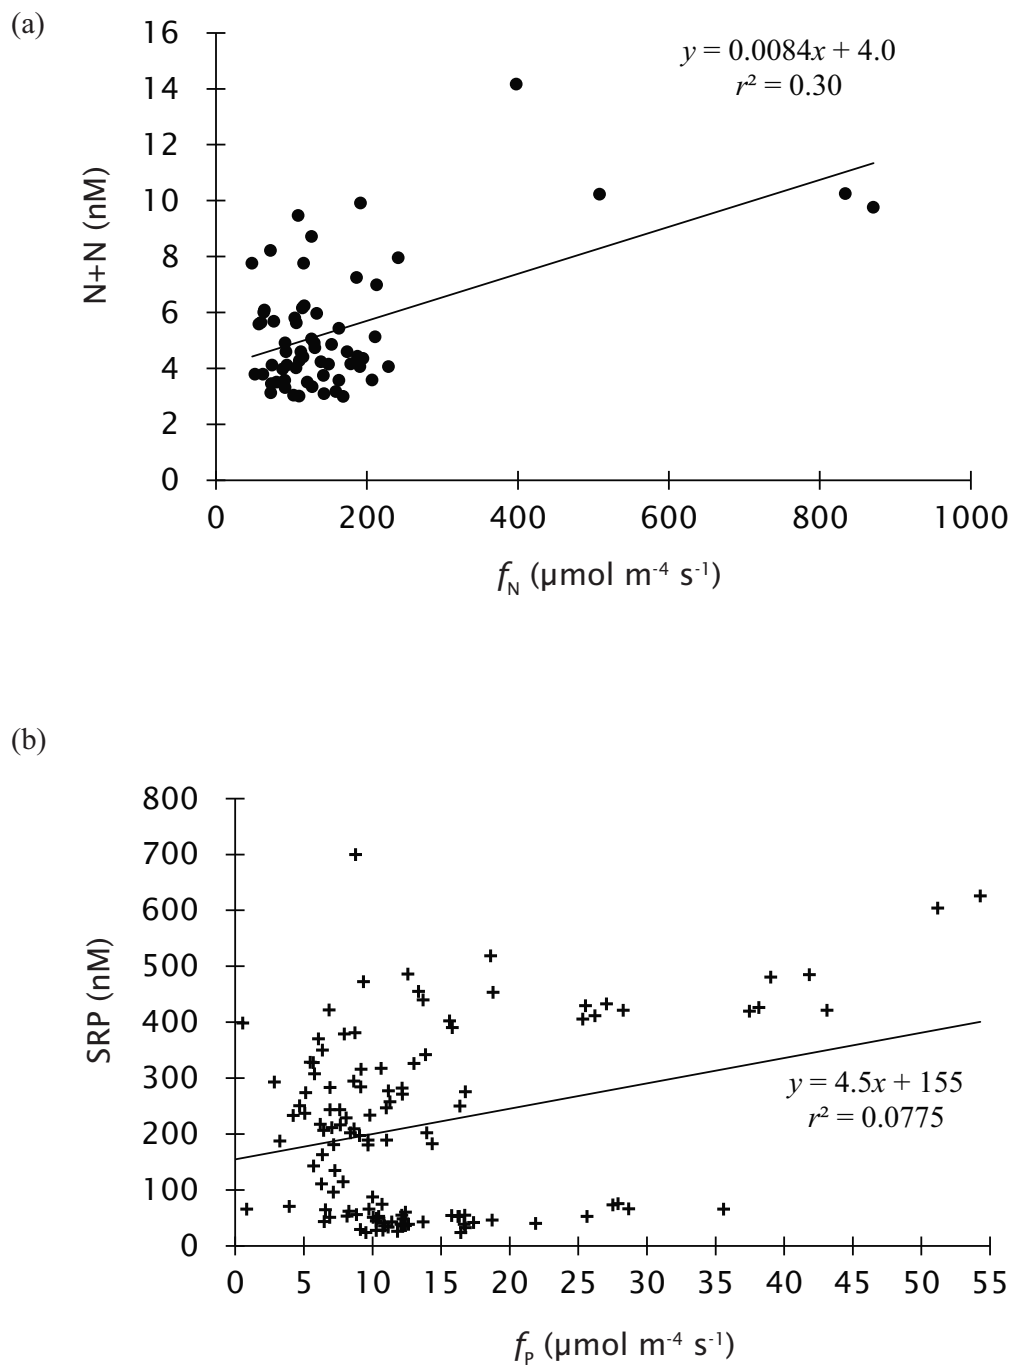 (a)
16
14
12
10
8
6
4
2
0
N+N (nM)
y = 0.0084x + 4.0
r² = 0.30
0 200 400 600 800 1000
f_N (µmol m⁻⁴ s⁻¹)
(b)
800
700
600
500
400
300
200
100
0
SRP (nM)
y = 4.5x + 155
r² = 0.0775
0 5 10 15 20 25 30 35 40 45 50 55
f_P (µmol m⁻⁴ s⁻¹)